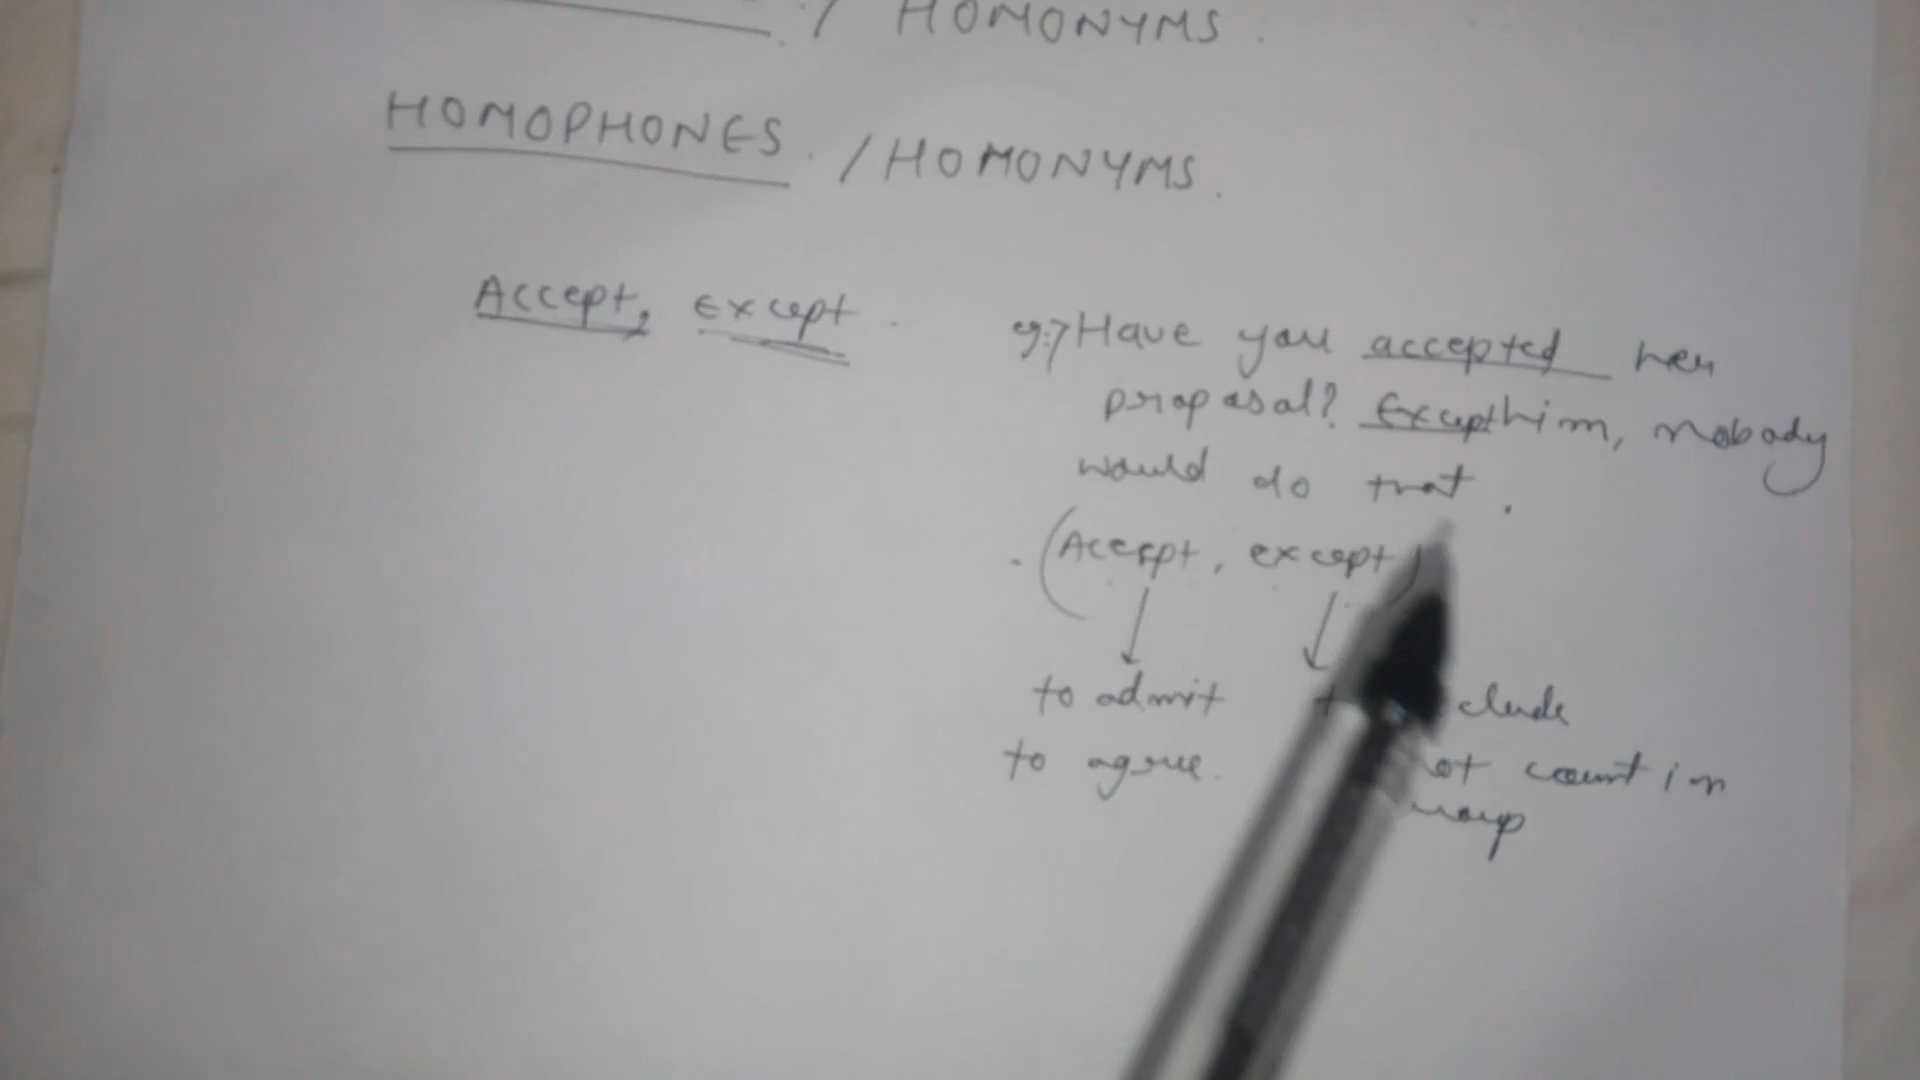 / HOMONYMS.
HOMOPHONES. / HOMONYMS.
Accept, Except.
eg:→ Have you accepted her
proposal? Except him, nobody
would do that.
(Accept, except)
to admit
to agree.
clude
count in